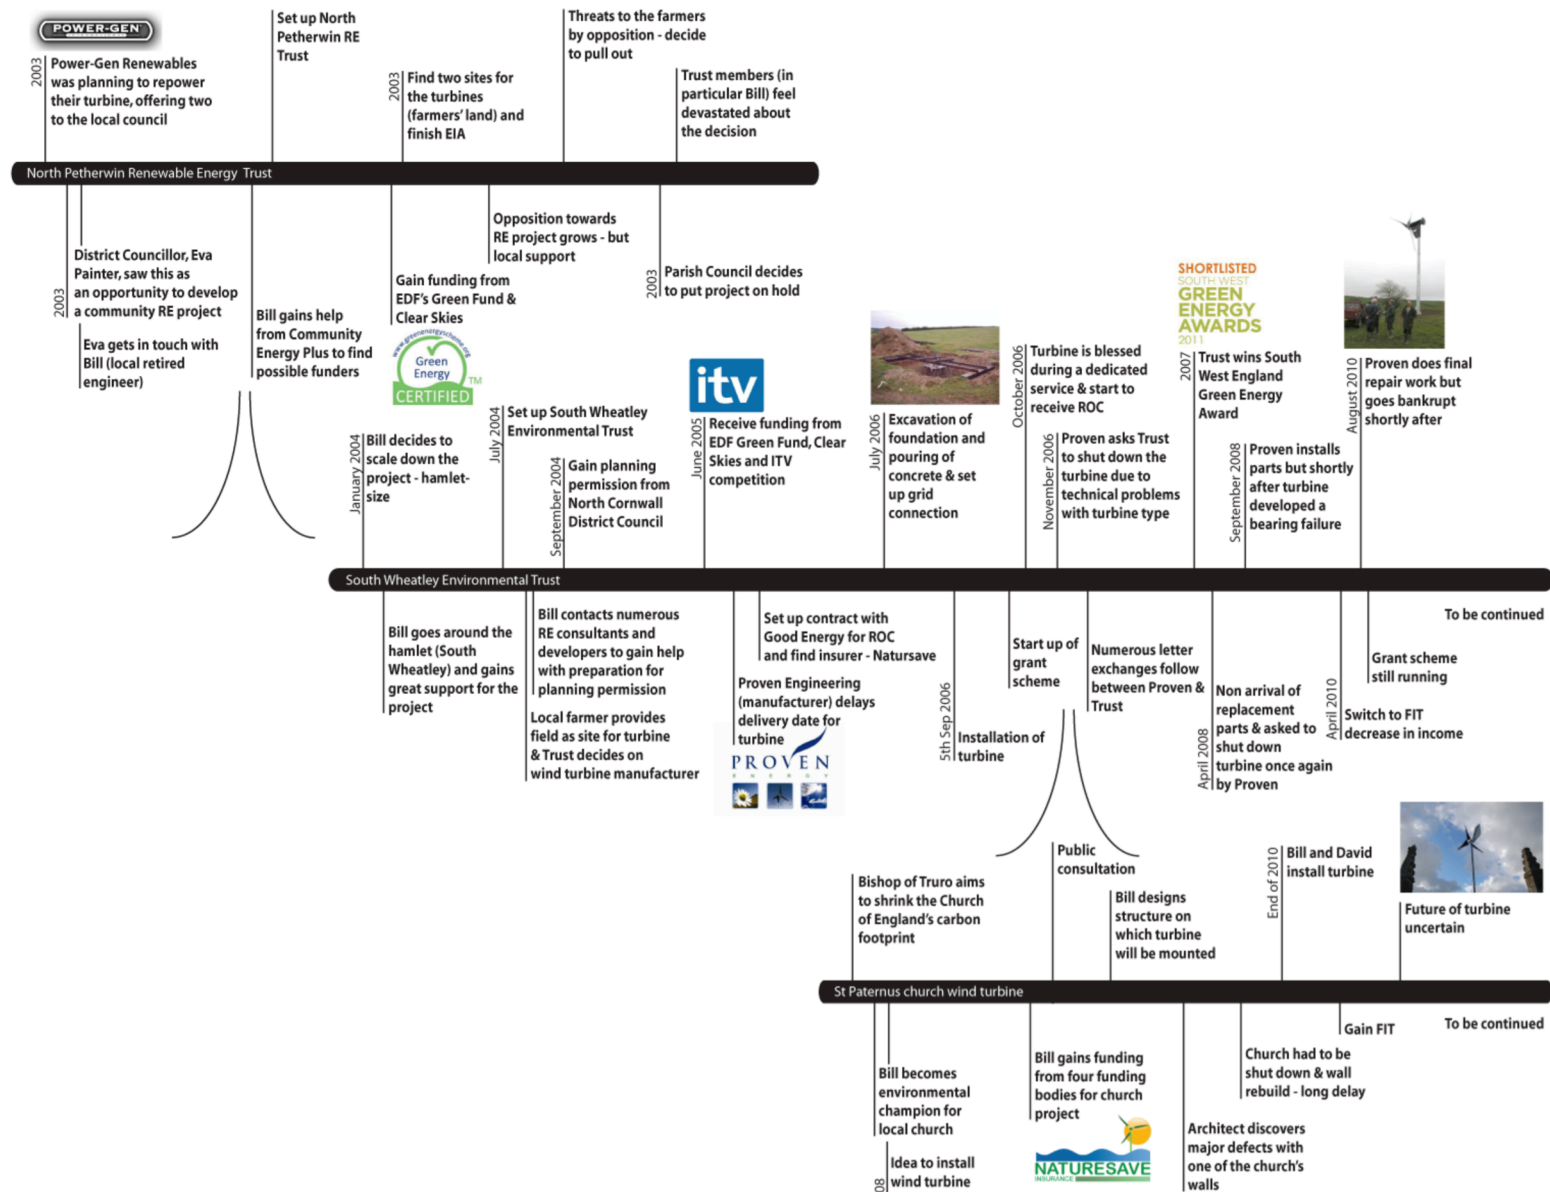 POWER-GEN
2003
Power-Gen Renewables
was planning to repower
their turbine, offering two
to the local council
Set up North
Petherwin RE
Trust
2003
Find two sites for
the turbines
(farmers' land) and
finish EIA
Threats to the farmers
by opposition - decide
to pull out
Trust members (in
particular Bill) feel
devastated about
the decision
North Petherwin Renewable Energy Trust
2003
District Councillor, Eva
Painter, saw this as
an opportunity to develop
a community RE project
Eva gets in touch with
Bill (local retired
engineer)
Bill gains help
from Community
Energy Plus to find
possible funders
Gain funding from
EDF's Green Fund &
Clear Skies
www.greenenergyscheme.org
Green
Energy
CERTIFIED
TM
Opposition towards
RE project grows - but
local support
2003
Parish Council decides
to put project on hold
January 2004
Bill decides to
scale down the
project - hamlet-
size
July 2004
Set up South Wheatley
Environmental Trust
September 2004
Gain planning
permission from
North Cornwall
District Council
itv
June 2005
Receive funding from
EDF Green Fund, Clear
Skies and ITV
competition
July 2006
Excavation of
foundation and
pouring of
concrete & set
up grid
connection
October 2006
Turbine is blessed
during a dedicated
service & start to
receive ROC
November 2006
Proven asks Trust
to shut down the
turbine due to
technical problems
with turbine type
SHORTLISTED
SOUTH WEST
GREEN
ENERGY
AWARDS
2011
2007
Trust wins South
West England
Green Energy
Award
September 2008
Proven installs
parts but shortly
after turbine
developed a
bearing failure
August 2010
Proven does final
repair work but
goes bankrupt
shortly after
South Wheatley Environmental Trust
Bill goes around the
hamlet (South
Wheatley) and gains
great support for the
project
Bill contacts numerous
RE consultants and
developers to gain help
with preparation for
planning permission
Local farmer provides
field as site for turbine
& Trust decides on
wind turbine manufacturer
Set up contract with
Good Energy for ROC
and find insurer - Natursave
Proven Engineering
(manufacturer) delays
delivery date for
turbine
PROVEN
ENERGY
5th Sep 2006
Installation of
turbine
Start up of
grant
scheme
Numerous letter
exchanges follow
between Proven &
Trust
April 2008
Non arrival of
replacement
parts & asked to
shut down
turbine once again
by Proven
April 2010
Switch to FIT
decrease in income
Grant scheme
still running
To be continued
Bishop of Truro aims
to shrink the Church
of England's carbon
footprint
Public
consultation
Bill designs
structure on
which turbine
will be mounted
End of 2010
Bill and David
install turbine
Future of turbine
uncertain
St Paternus church wind turbine
Bill becomes
environmental
champion for
local church
08
Idea to install
wind turbine
Bill gains funding
from four funding
bodies for church
project
NATURESAVE
INSURANCE
Architect discovers
major defects with
one of the church's
walls
Church had to be
shut down & wall
rebuild - long delay
Gain FIT
To be continued